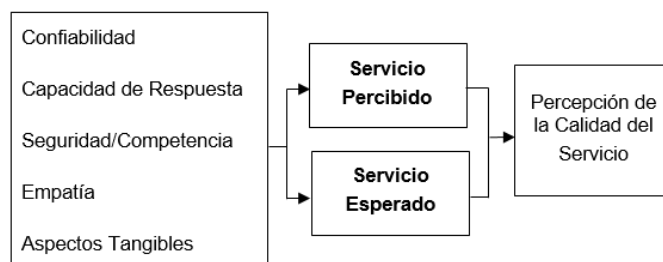 Confiabilidad
Capacidad de Respuesta
Seguridad/Competencia
Empatía
Aspectos Tangibles
Servicio
Percibido
Servicio
Esperado
Percepción de
la Calidad del
Servicio